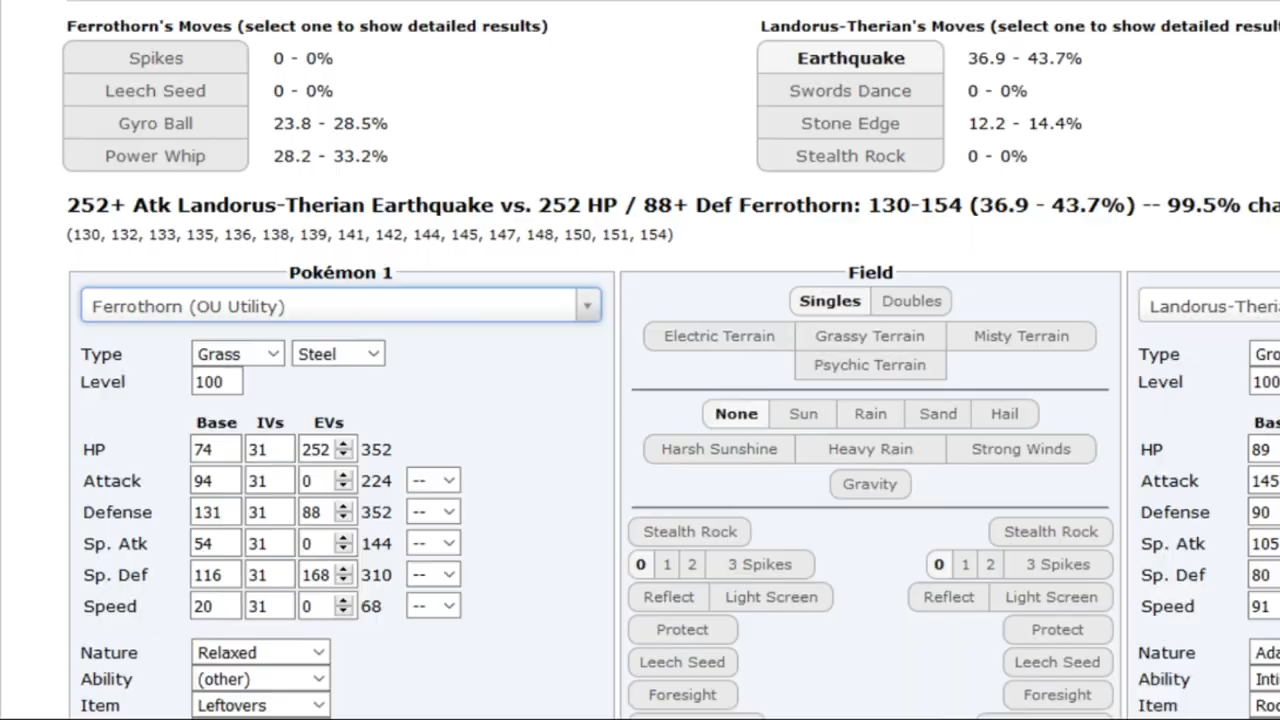 Ferrothorn's Moves (select one to show detailed results)
Landorus-Therian's Moves (select one to show detailed
Spikes 0 - 0%
Earthquake 36.9 - 43.7%
Leech Seed 0 - 0%
Swords Dance 0 - 0%
Gyro Ball 23.8 - 28.5%
Stone Edge 12.2 - 14.4%
Power Whip 28.2 - 33.2%
Stealth Rock 0 - 0%
252+ Atk Landorus-Therian Earthquake vs. 252 HP / 88+ Def Ferrothorn: 130-154 (36.9 - 43.7%) -- 99.5%
(130, 132, 133, 135, 136, 138, 139, 141, 142, 144, 145, 147, 148, 150, 151, 154)
Pokémon 1
Ferrothorn (OU Utility)
Type Grass Steel
Level 100
Base IVs EVs
HP 74 31 252 352
Attack 94 31 0 224 --
Defense 131 31 88 352 --
Sp. Atk 54 31 0 144 --
Sp. Def 116 31 168 310 --
Speed 20 31 0 68 --
Nature Relaxed
Ability (other)
Item Leftovers
Field
Singles Doubles
Electric Terrain Grassy Terrain Misty Terrain
Psychic Terrain
None Sun Rain Sand Hail
Harsh Sunshine Heavy Rain Strong Winds
Gravity
Stealth Rock Stealth Rock
0 1 2 3 Spikes 0 1 2 3 Spikes
Reflect Light Screen Reflect Light Screen
Protect Protect
Leech Seed Leech Seed
Foresight Foresight
Type
Level 100
HP 89
Attack 145
Defense 90
Sp. Atk 105
Sp. Def 80
Speed 91
Nature
Ability
Item